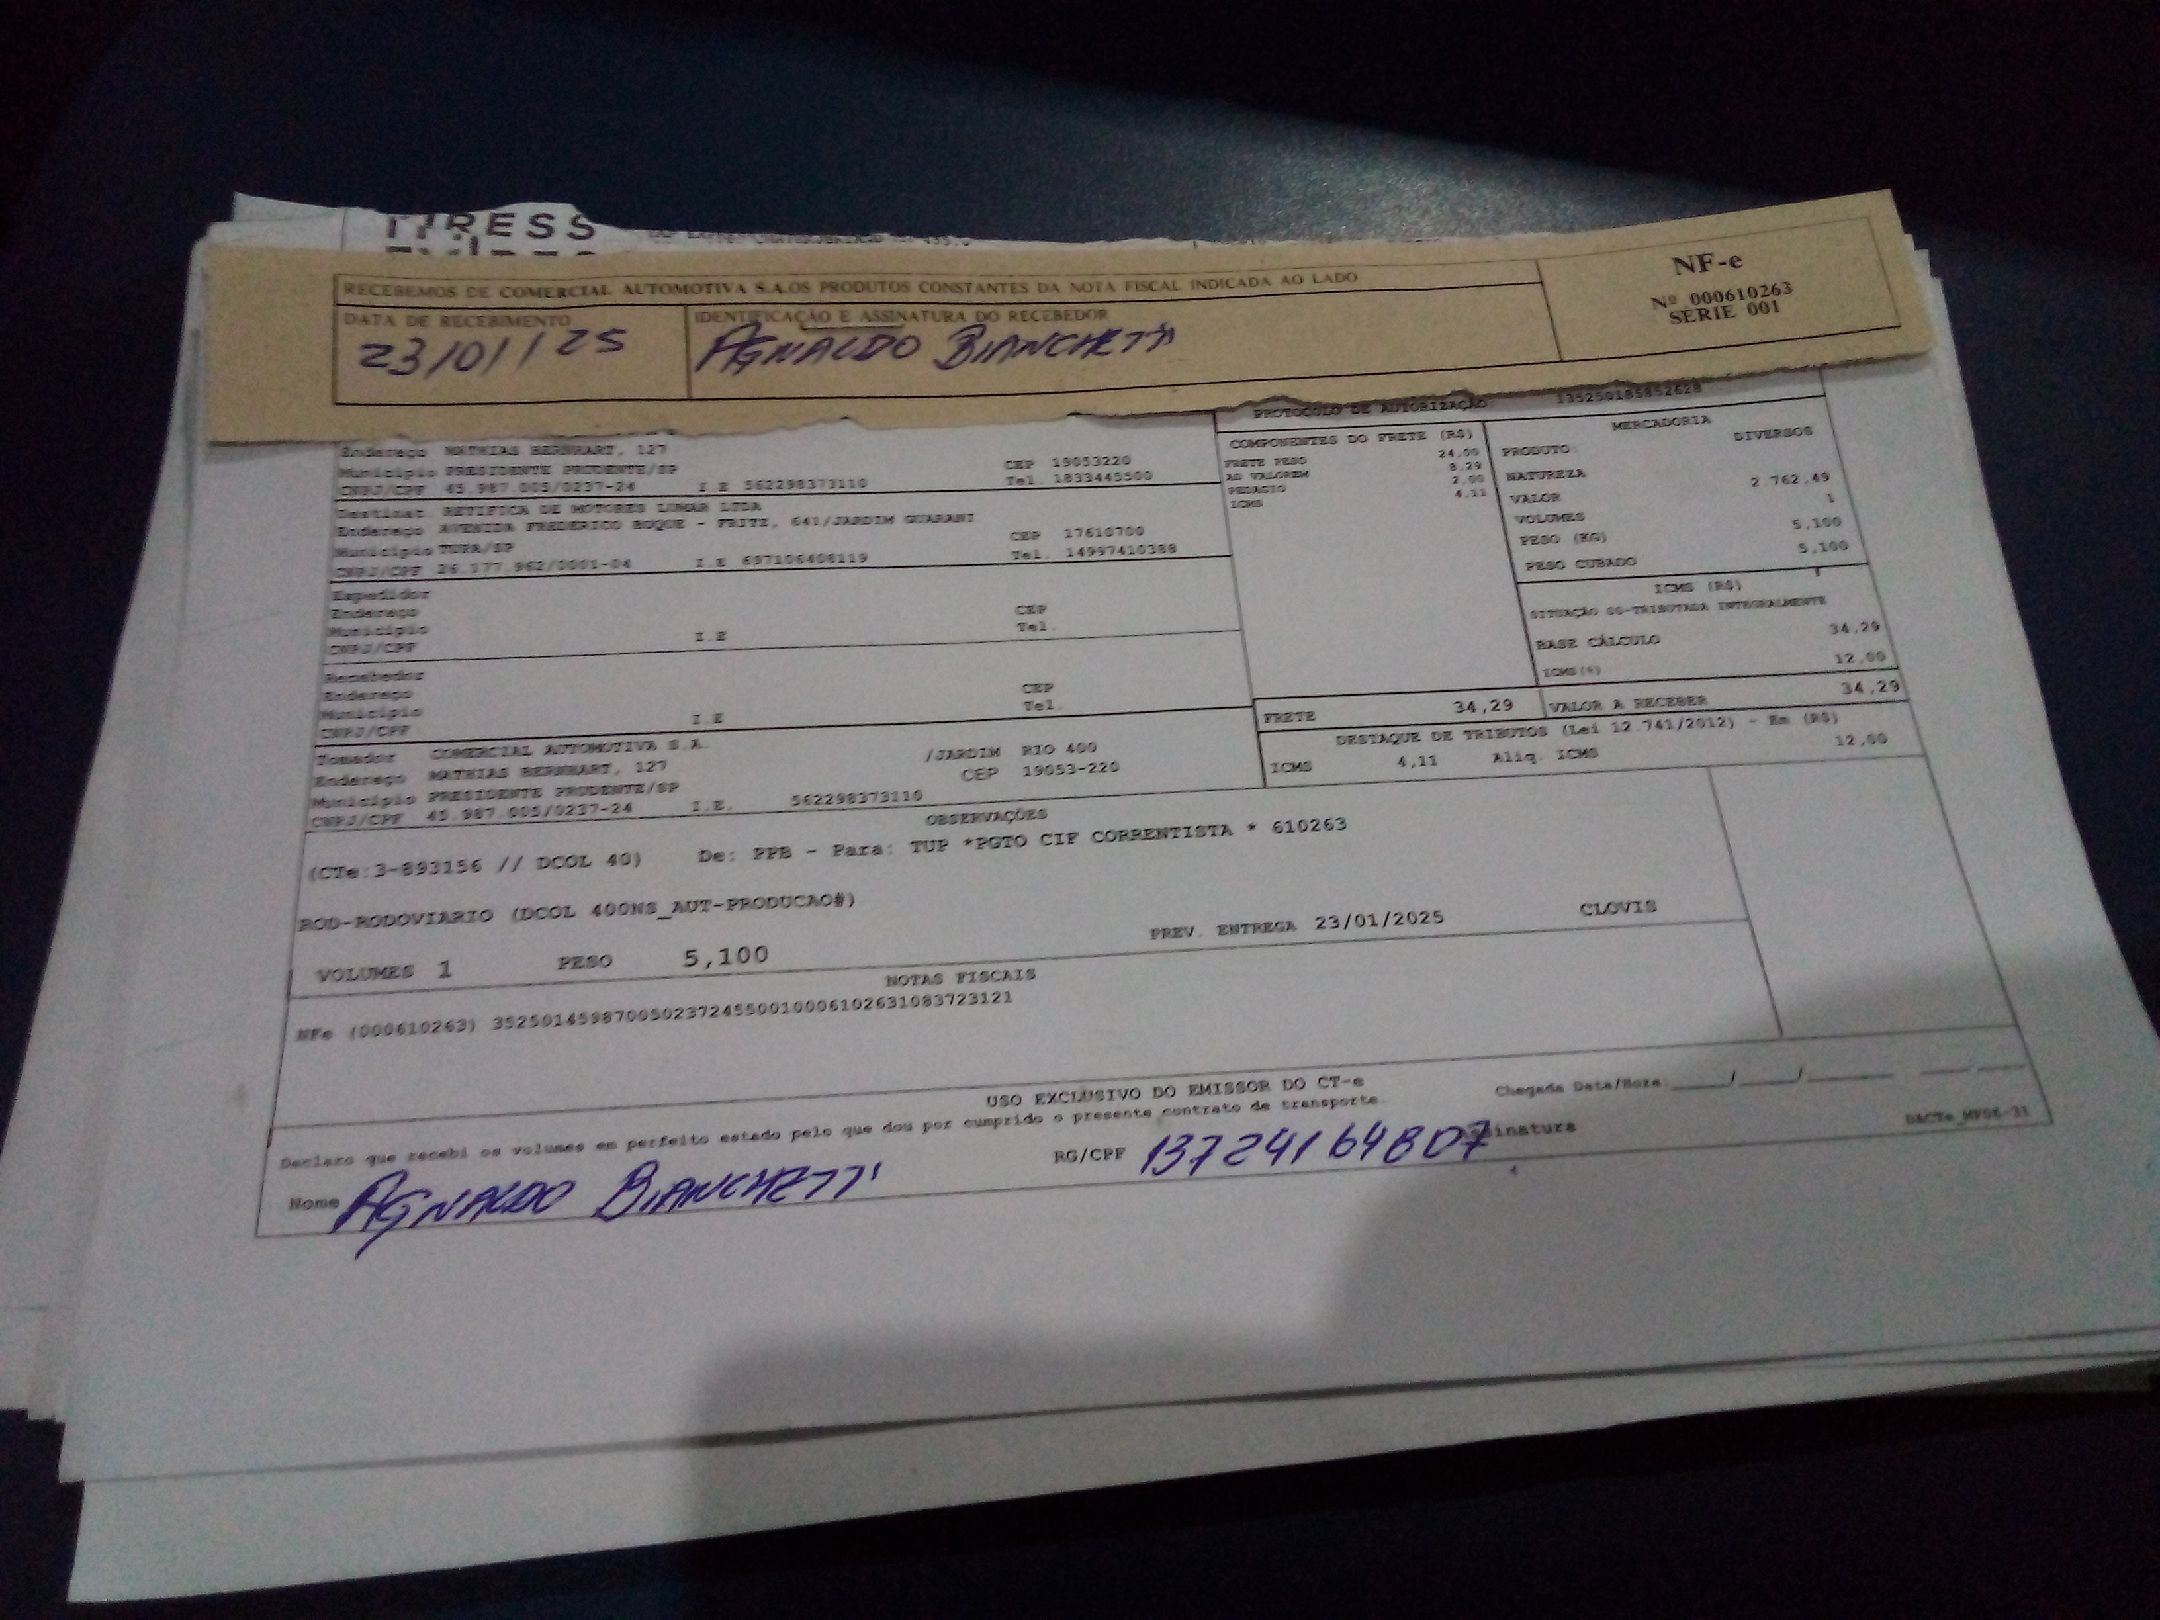 PRESS
RECEBEMOS DE COMERCIAL AUTOMOTIVA S.A.OS PRODUTOS CONSTANTES DA NOTA FISCAL INDICADA AO LADO
DATA DE RECEBIMENTO
23/01/25
IDENTIFICAÇÃO E ASSINATURA DO RECEBEDOR
AGNALDO BIANCHETTI
NF-e
Nº 000610263
SÉRIE 001
PROTOCOLO DE AUTORIZAÇÃO: 135250185852628
Endereço MATHIAS BERNHART, 127
CEP 19053220
Município PRESIDENTE PRUDENTE/SP
Tel. 1833445500
CNPJ/CPF 45.987.005/0237-24 I.E 562298373110
Destinat RETIFICA DE MOTORES LUMAR LTDA
Endereço AVENIDA FREDERICO ROQUE - FRITZ, 641/JARDIM GUARANI
Município TUPA/SP CEP 17610700
CNPJ/CPF 26.177.962/0001-04 I.E 697106408119 Tel. 14997410388
Expedidor
Endereço CEP
Município Tel.
CNPJ/CPF I.E
Recebedor
Endereço CEP
Município Tel.
CNPJ/CPF I.E
Tomador COMERCIAL AUTOMOTIVA S.A.
Endereço MATHIAS BERNHART, 127 /JARDIM RIO 400
Município PRESIDENTE PRUDENTE/SP CEP 19053-220
CNPJ/CPF 45.987.005/0237-24 I.E. 562298373110
COMPONENTES DO FRETE (R$)
FRETE PESO 24,00
AD VALOREM 8,29
PEDAGIO 2,00
ICMS 4,11
MERCADORIA
PRODUTO: DIVERSOS
NATUREZA
VALOR 2 762,49
VOLUMES 1
PESO (KG) 5,100
PESO CUBADO 5,100
ICMS (R$)
SITUAÇÃO 00-TRIBUTADA INTEGRALMENTE
BASE CÁLCULO 34,29
ICMS(%) 12,00
FRETE 34,29 VALOR A RECEBER 34,29
DESTAQUE DE TRIBUTOS (Lei 12.741/2012) - Em (R$)
ICMS 4,11 Aliq. ICMS 12,00
OBSERVAÇÕES
(CTe:3-893156 // DCOL 40) De: PPB - Para: TUP *PGTO CIF CORRENTISTA * 610263
ROD-RODOVIARIO (DCOL 400NS_AUT-PRODUCAO#)
PREV. ENTREGA 23/01/2025 CLOVIS
VOLUMES 1 PESO 5,100
NOTAS FISCAIS
NFe (000610263) 35250145987005023724550010006102631083723121
USO EXCLUSIVO DO EMISSOR DO CT-e
Declaro que recebi os volumes em perfeito estado pelo que dou por cumprido o presente contrato de transporte.
Chegada Data/Hora: ____/____/______
Nome AGNALDO BIANCHETTI RG/CPF 13724164807 Assinatura
DACTe_MP06-31